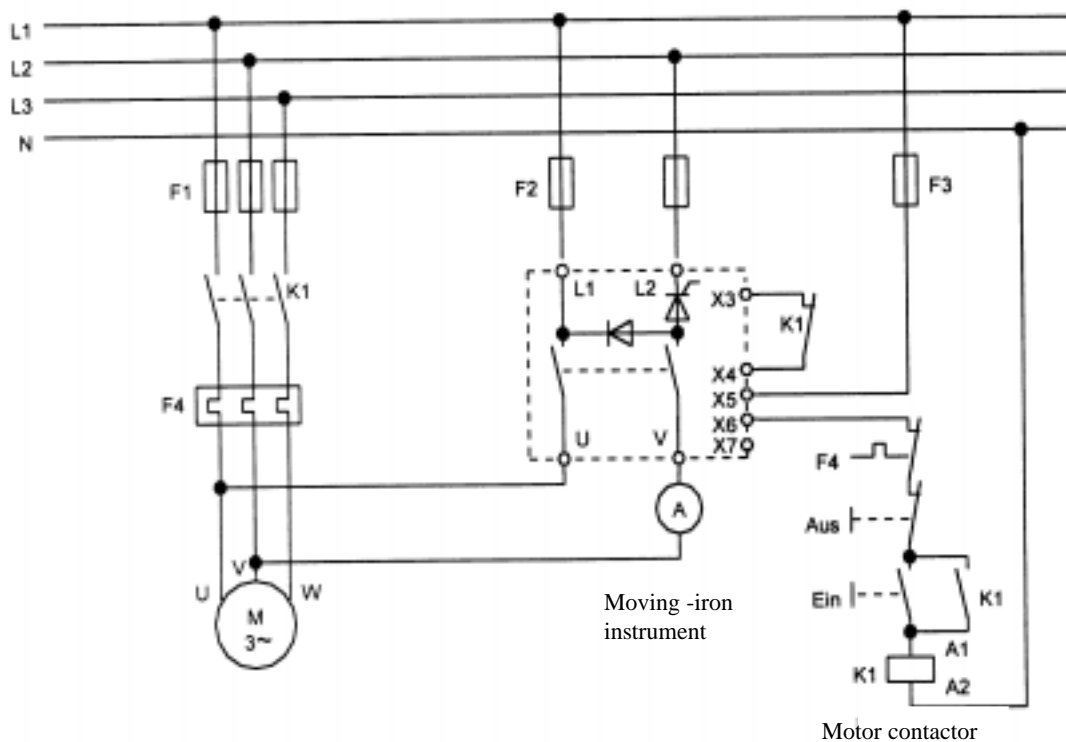 L1
L2
L3
N
F1
F2
F3
K1
L1
L2
X3
K1
X4
X5
X6
X7
F4
U
V
F4
A
Aus
V
U
W
M
3~
Moving -iron
instrument
Ein
K1
A1
K1
A2
Motor contactor